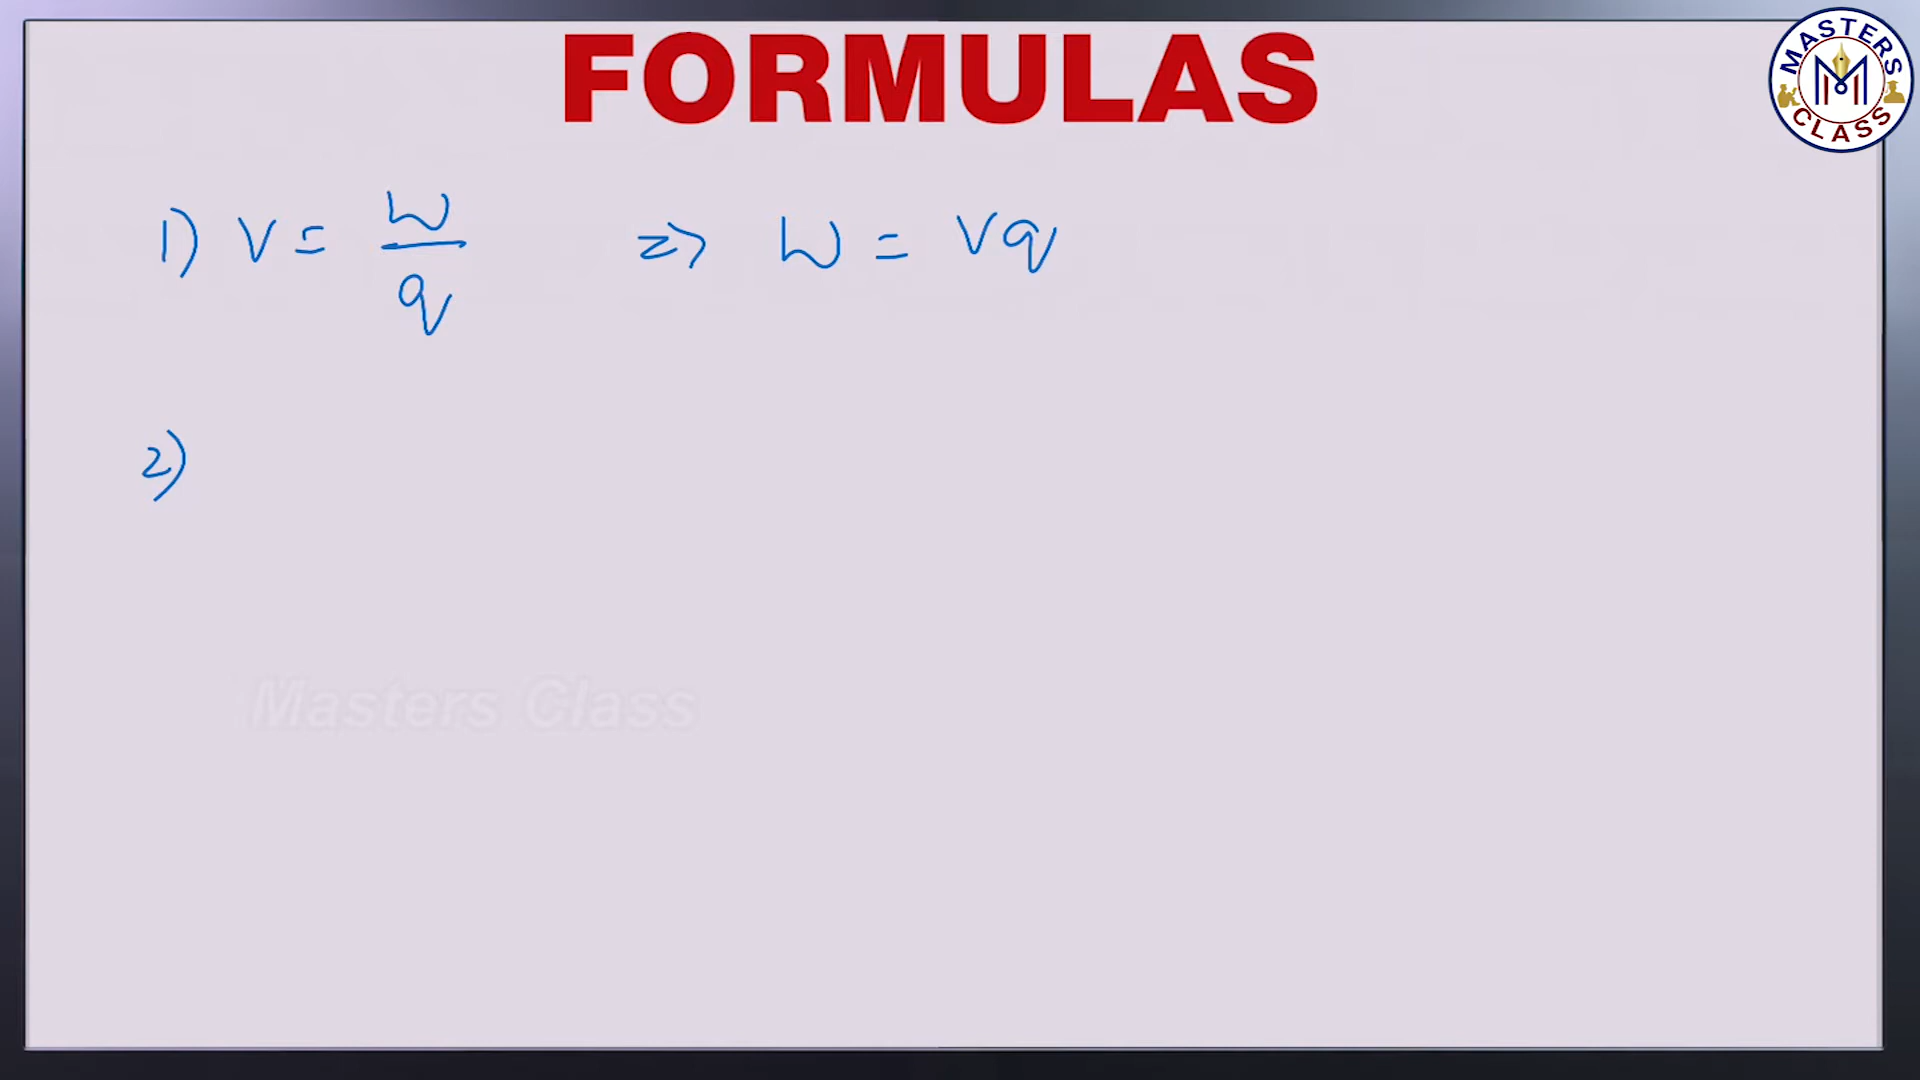 FORMULAS
MASTERS CLASS
M
1) V = W/q => W = Vq
2)
Masters Class